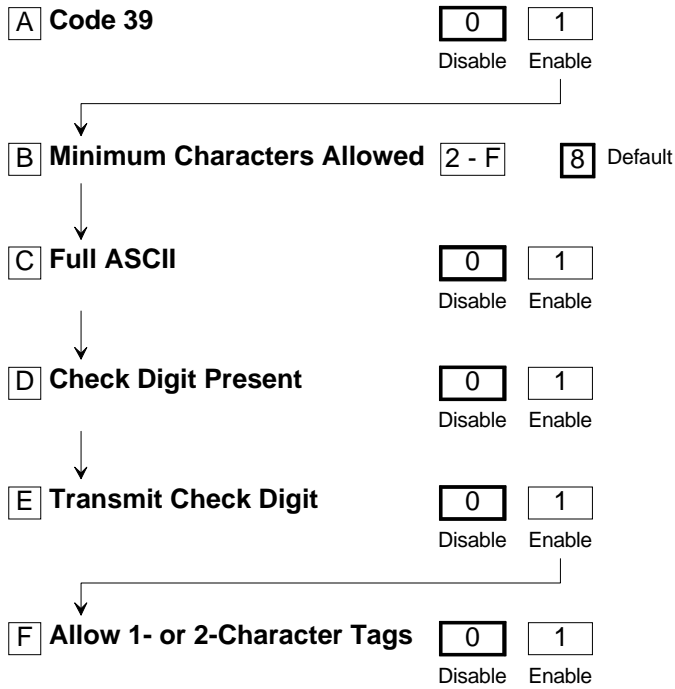 A Code 39 0 1
Disable Enable
B Minimum Characters Allowed 2 - F 8 Default
C Full ASCII 0 1
Disable Enable
D Check Digit Present 0 1
Disable Enable
E Transmit Check Digit 0 1
Disable Enable
F Allow 1- or 2-Character Tags 0 1
Disable Enable